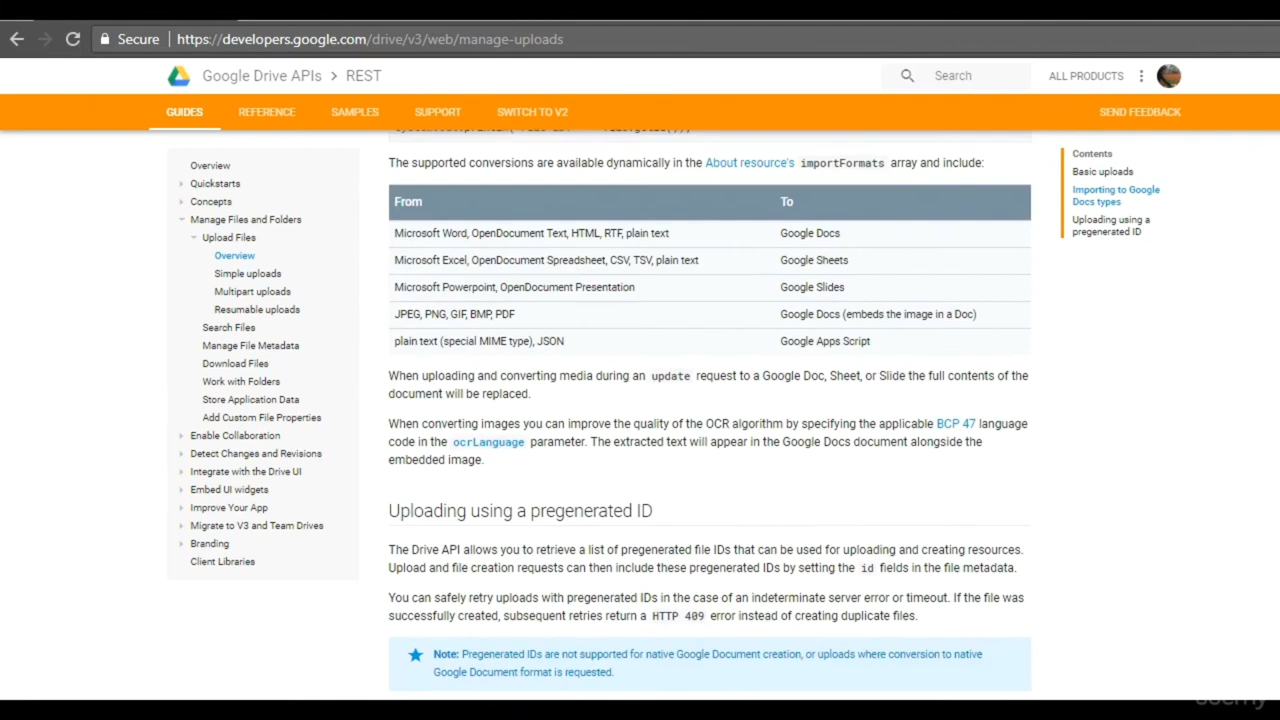 Secure https://developers.google.com/drive/v3/web/manage-uploads
Google Drive APIs > REST
Search
ALL PRODUCTS
GUIDES REFERENCE SAMPLES SUPPORT SWITCH TO V2 SEND FEEDBACK
Overview
Quickstarts
Concepts
Manage Files and Folders
Upload Files
Overview
Simple uploads
Multipart uploads
Resumable uploads
Search Files
Manage File Metadata
Download Files
Work with Folders
Store Application Data
Add Custom File Properties
Enable Collaboration
Detect Changes and Revisions
Integrate with the Drive UI
Embed UI widgets
Improve Your App
Migrate to V3 and Team Drives
Branding
Client Libraries
The supported conversions are available dynamically in the About resource's importFormats array and include:
From To
Microsoft Word, OpenDocument Text, HTML, RTF, plain text Google Docs
Microsoft Excel, OpenDocument Spreadsheet, CSV, TSV, plain text Google Sheets
Microsoft Powerpoint, OpenDocument Presentation Google Slides
JPEG, PNG, GIF, BMP, PDF Google Docs (embeds the image in a Doc)
plain text (special MIME type), JSON Google Apps Script
When uploading and converting media during an update request to a Google Doc, Sheet, or Slide the full contents of the
document will be replaced.
When converting images you can improve the quality of the OCR algorithm by specifying the applicable BCP 47 language
code in the ocrLanguage parameter. The extracted text will appear in the Google Docs document alongside the
embedded image.
Uploading using a pregenerated ID
The Drive API allows you to retrieve a list of pregenerated file IDs that can be used for uploading and creating resources.
Upload and file creation requests can then include these pregenerated IDs by setting the id fields in the file metadata.
You can safely retry uploads with pregenerated IDs in the case of an indeterminate server error or timeout. If the file was
successfully created, subsequent retries return a HTTP 409 error instead of creating duplicate files.
Note: Pregenerated IDs are not supported for native Google Document creation, or uploads where conversion to native
Google Document format is requested.
Contents
Basic uploads
Importing to Google
Docs types
Uploading using a
pregenerated ID